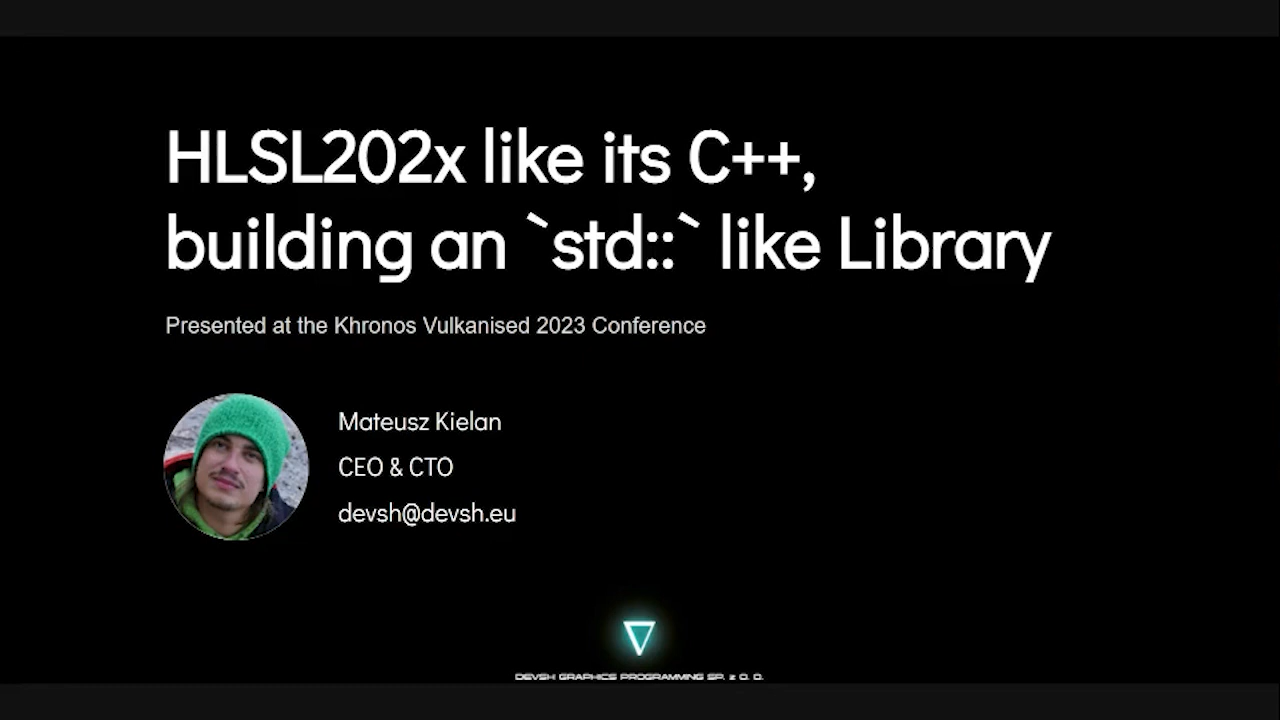 HLSL202x like its C++,
building an `std::` like Library
Presented at the Khronos Vulkanised 2023 Conference
Mateusz Kielan
CEO & CTO
devsh@devsh.eu
DEVSH GRAPHICS PROGRAMMING SP. z O. O.